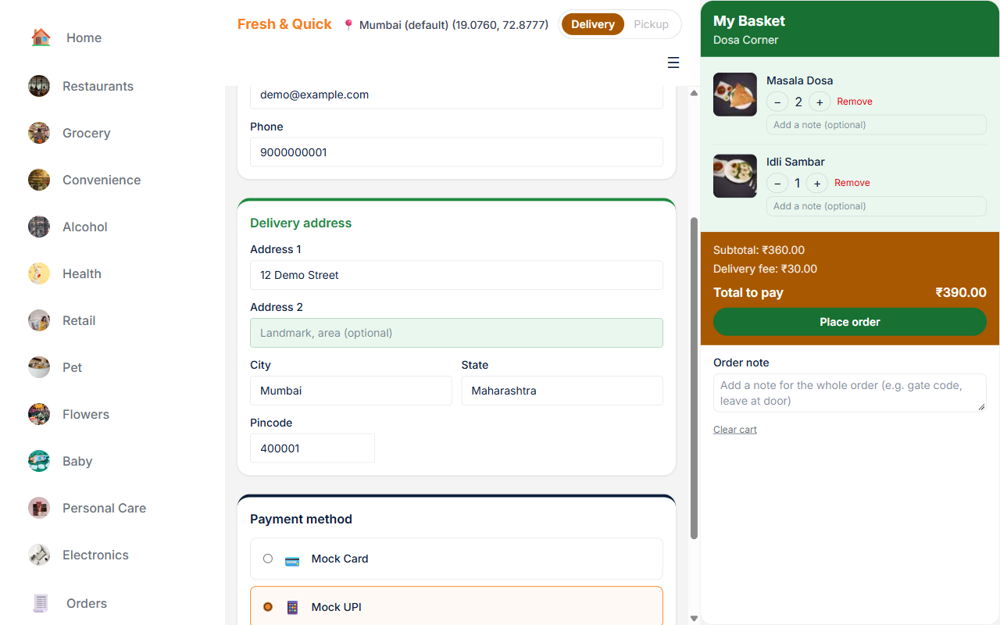 Home
Restaurants
Grocery
Convenience
Alcohol
Health
Retail
Pet
Flowers
Baby
Personal Care
Electronics
Orders
Fresh & Quick
Mumbai (default) (19.0760, 72.8777)
Delivery
Pickup
demo@example.com
Phone
9000000001
Delivery address
Address 1
12 Demo Street
Address 2
Landmark, area (optional)
City
State
Mumbai
Maharashtra
Pincode
400001
Payment method
Mock Card
Mock UPI
My Basket
Dosa Corner
Masala Dosa
− 2 + Remove
Add a note (optional)
Idli Sambar
− 1 + Remove
Add a note (optional)
Subtotal: ₹360.00
Delivery fee: ₹30.00
Total to pay ₹390.00
Place order
Order note
Add a note for the whole order (e.g. gate code,
leave at door)
Clear cart